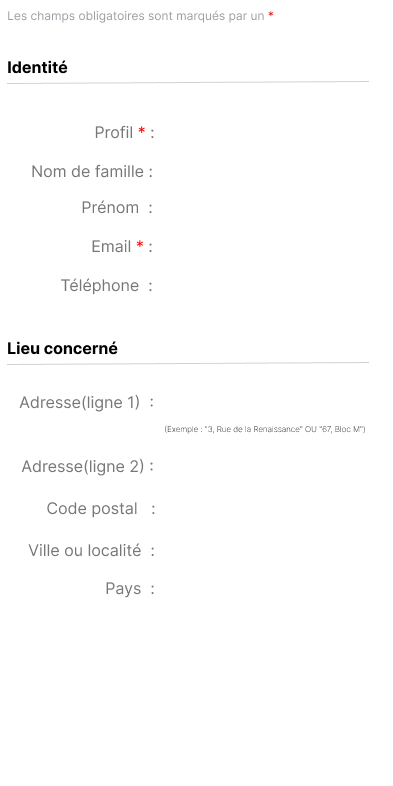 Les champs obligatoires sont marqués par un *
Identité
Profil * :
Nom de famille :
Prénom :
Email * :
Téléphone :
Lieu concerné
Adresse(ligne 1) :
(Exemple : "3, Rue de la Renaissance" OU "67, Bloc M")
Adresse(ligne 2) :
Code postal :
Ville ou localité :
Pays :